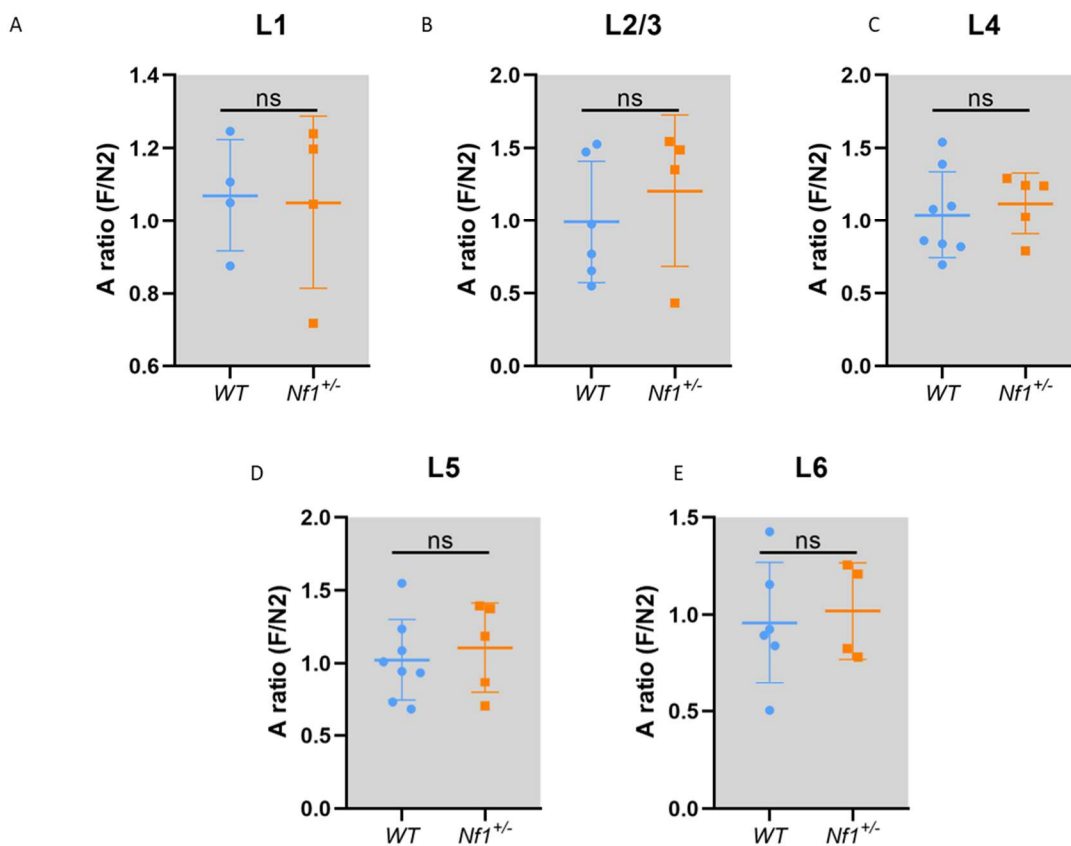 A L1
B L2/3
C L4
A ratio (F/N2)
1.4
1.2
1.0
0.8
0.6
ns
WT Nf1+/-
A ratio (F/N2)
2.0
1.5
1.0
0.5
0.0
ns
WT Nf1+/-
A ratio (F/N2)
2.0
1.5
1.0
0.5
0.0
ns
WT Nf1+/-
D L5
E L6
A ratio (F/N2)
2.0
1.5
1.0
0.5
0.0
ns
WT Nf1+/-
A ratio (F/N2)
1.5
1.0
0.5
0.0
ns
WT Nf1+/-